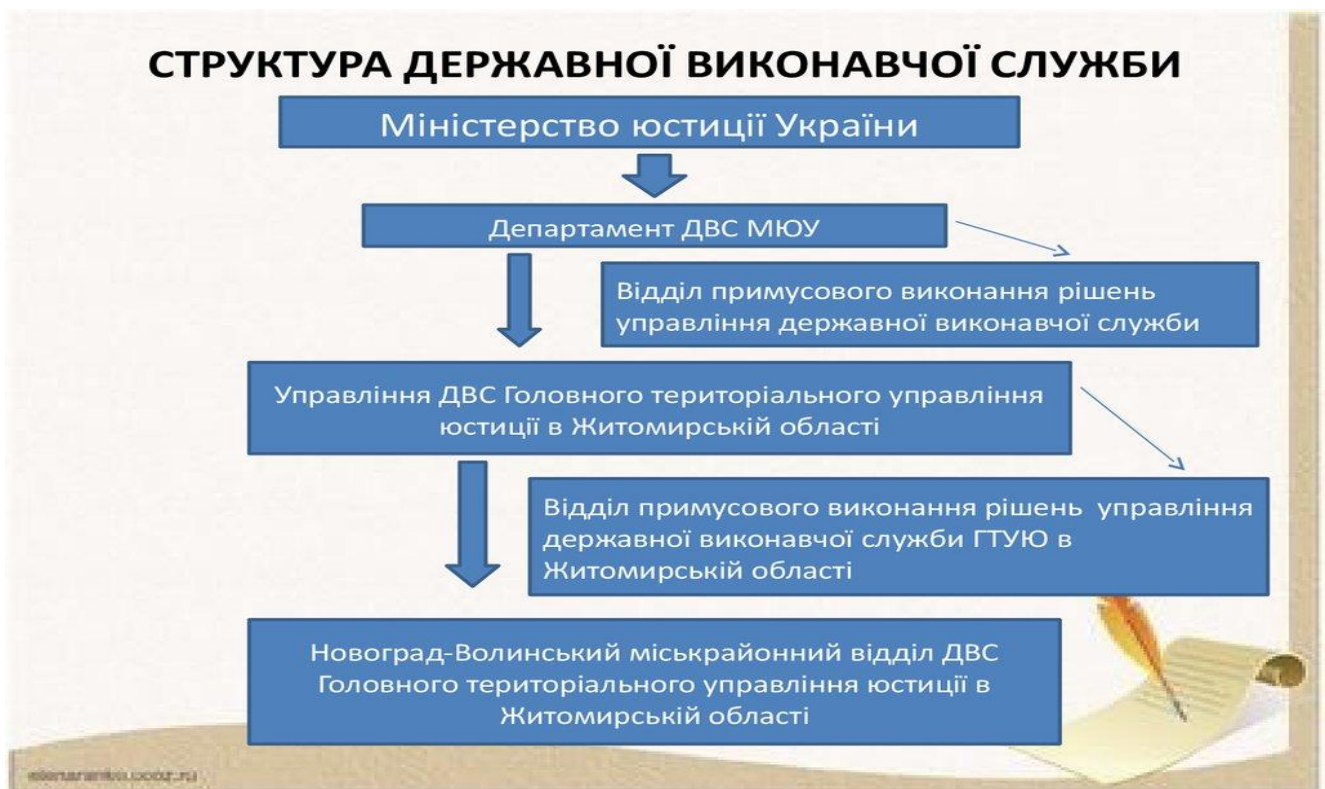 СТРУКТУРА ДЕРЖАВНОЇ ВИКОНАВЧОЇ СЛУЖБИ
Міністерство юстиції України
Департамент ДВС МЮУ
Відділ примусового виконання рішень
управління державної виконавчої служби
Управління ДВС Головного територіального управління
юстиції в Житомирській області
Відділ примусового виконання рішень управління
державної виконавчої служби ГТУЮ в
Житомирській області
Новоград-Волинський міськрайонний відділ ДВС
Головного територіального управління юстиції в
Житомирській області